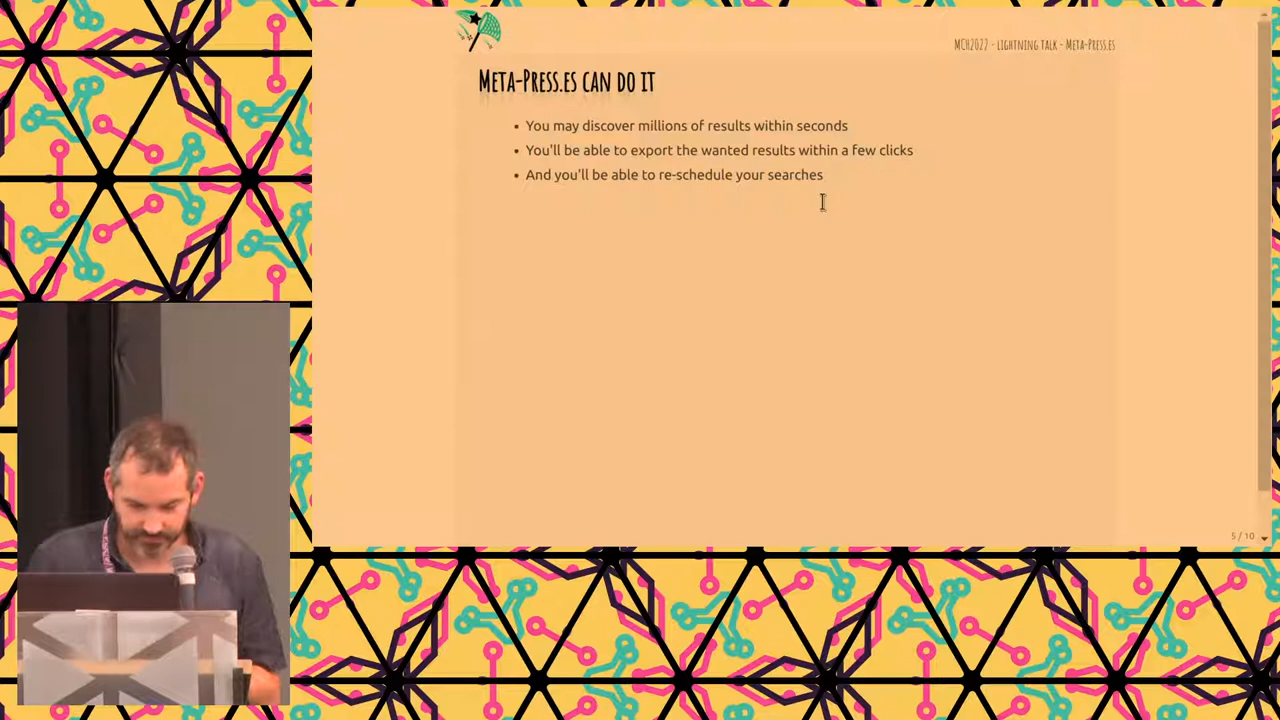 MCH2022 - lightning talk - Meta-Press.es
Meta-Press.es can do it
You may discover millions of results within seconds
You'll be able to export the wanted results within a few clicks
And you'll be able to re-schedule your searches
5 / 10